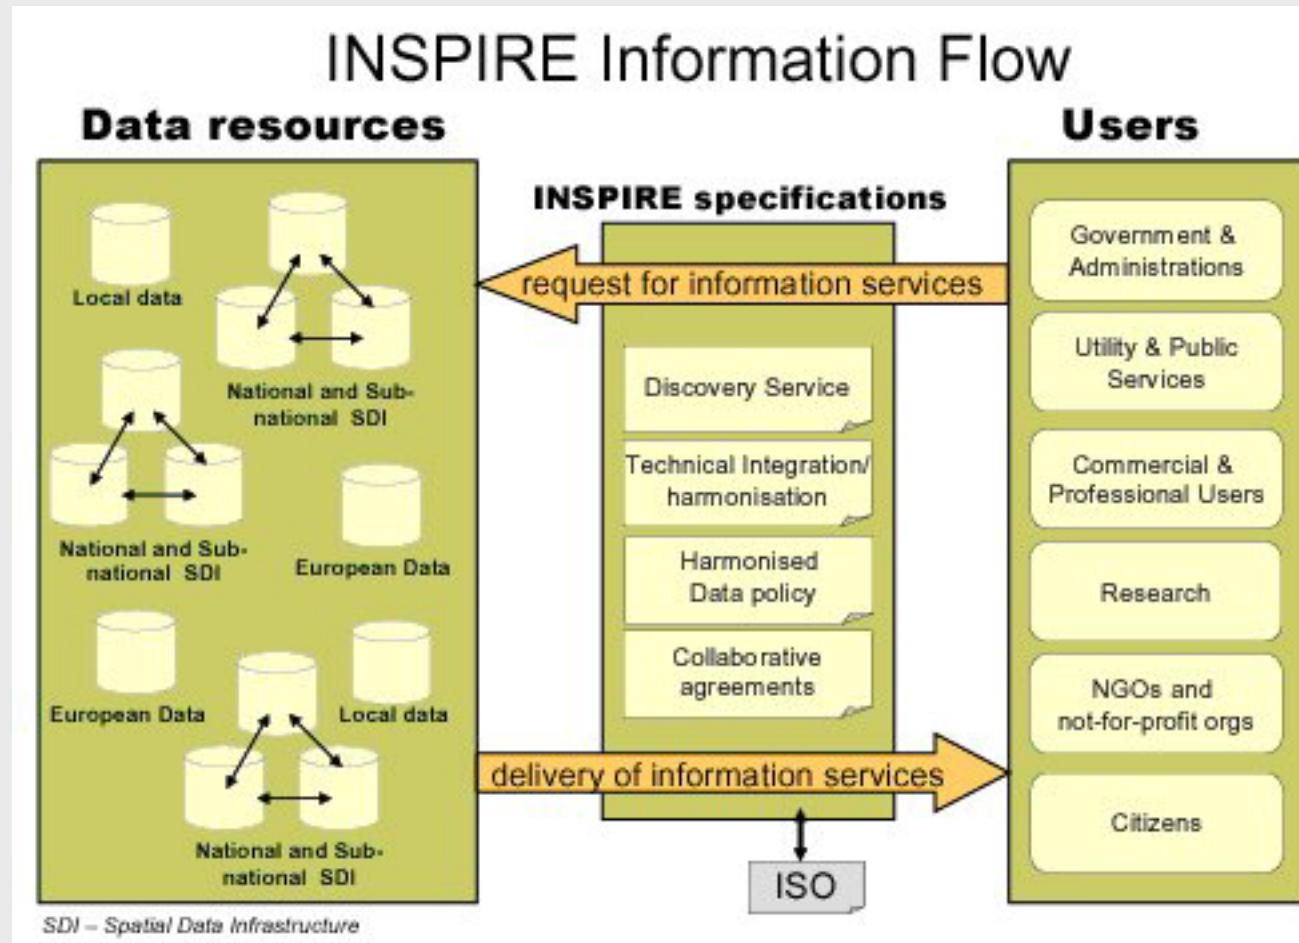 INSPIRE Information Flow
Data resources
Users
INSPIRE specifications
Local data
National and Sub-
national SDI
National and Sub-
national SDI
European Data
European Data
Local data
National and Sub-
national SDI
request for information services
Discovery Service
Technical Integration/
harmonisation
Harmonised
Data policy
Collaborative
agreements
delivery of information services
ISO
Government &
Administrations
Utility & Public
Services
Commercial &
Professional Users
Research
NGOs and
not-for-profit orgs
Citizens
SDI – Spatial Data Infrastructure